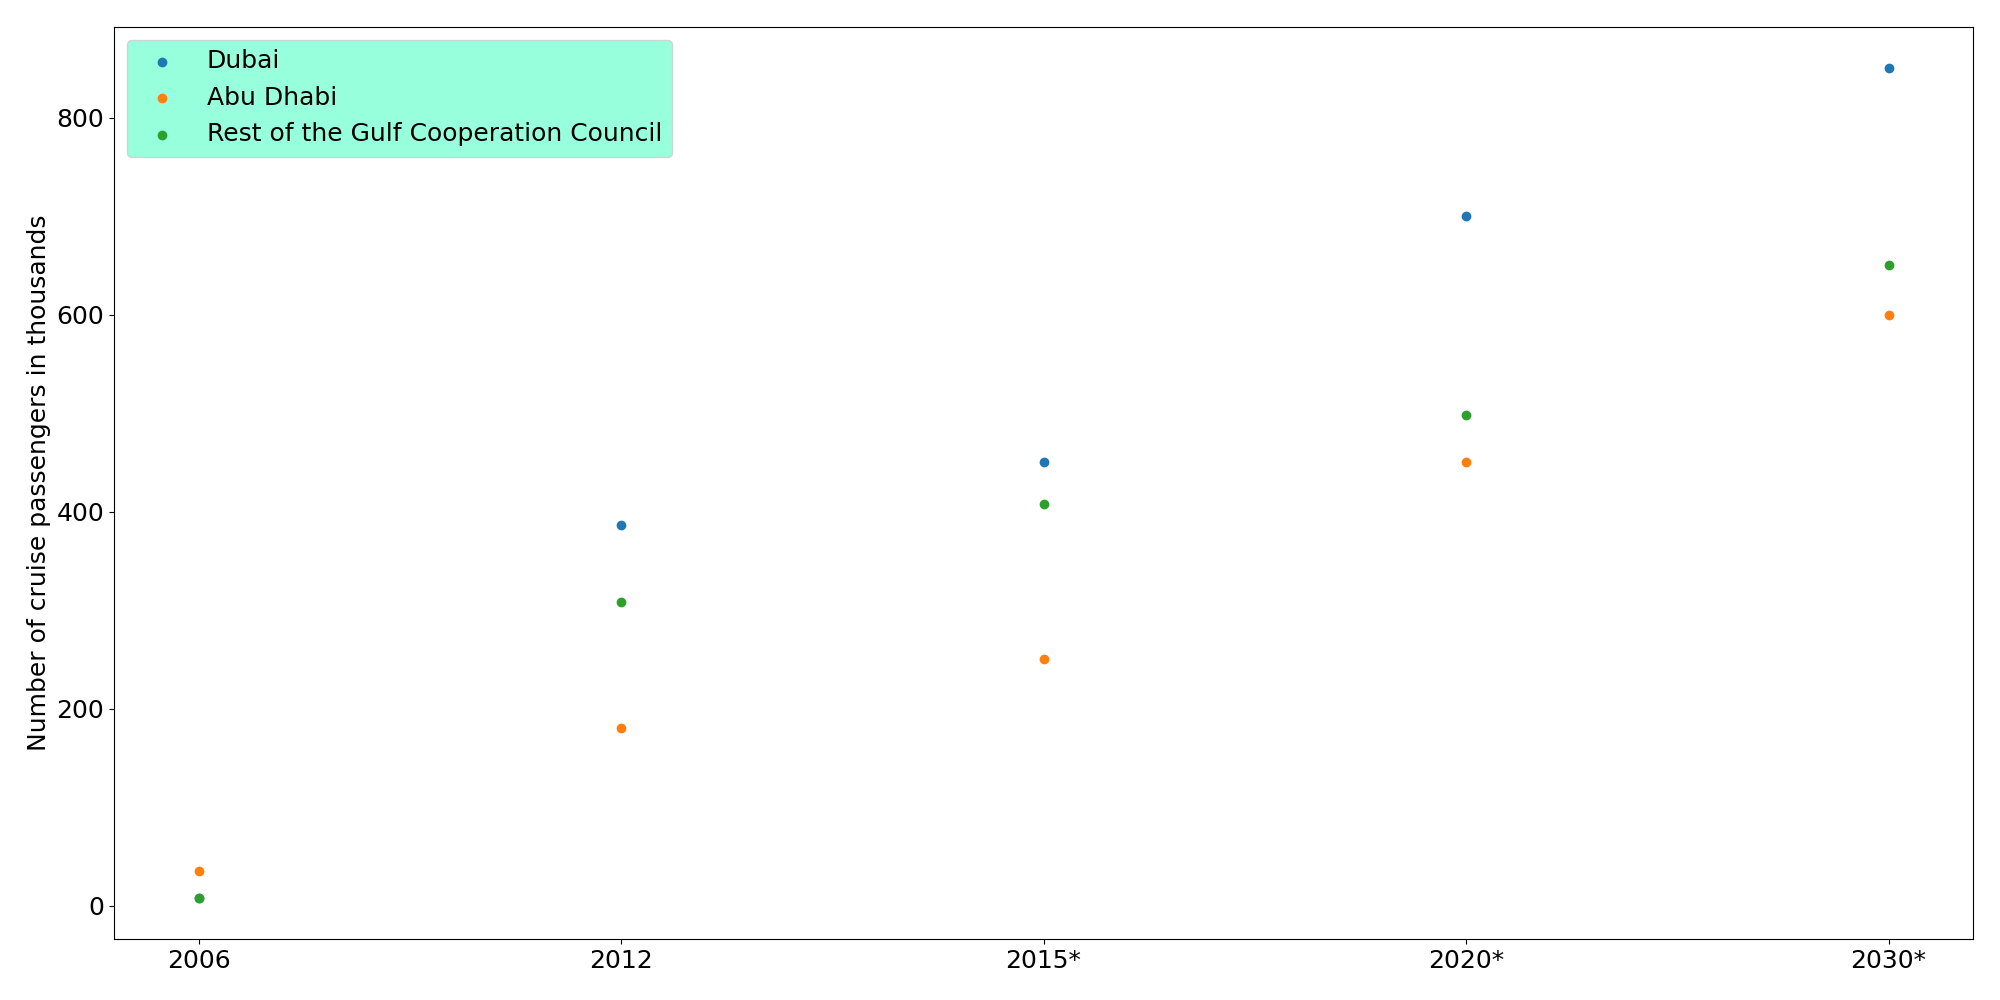 Dubai
Abu Dhabi
Rest of the Gulf Cooperation Council
Number of cruise passengers in thousands
800
600
400
200
0
2006
2012
2015*
2020*
2030*